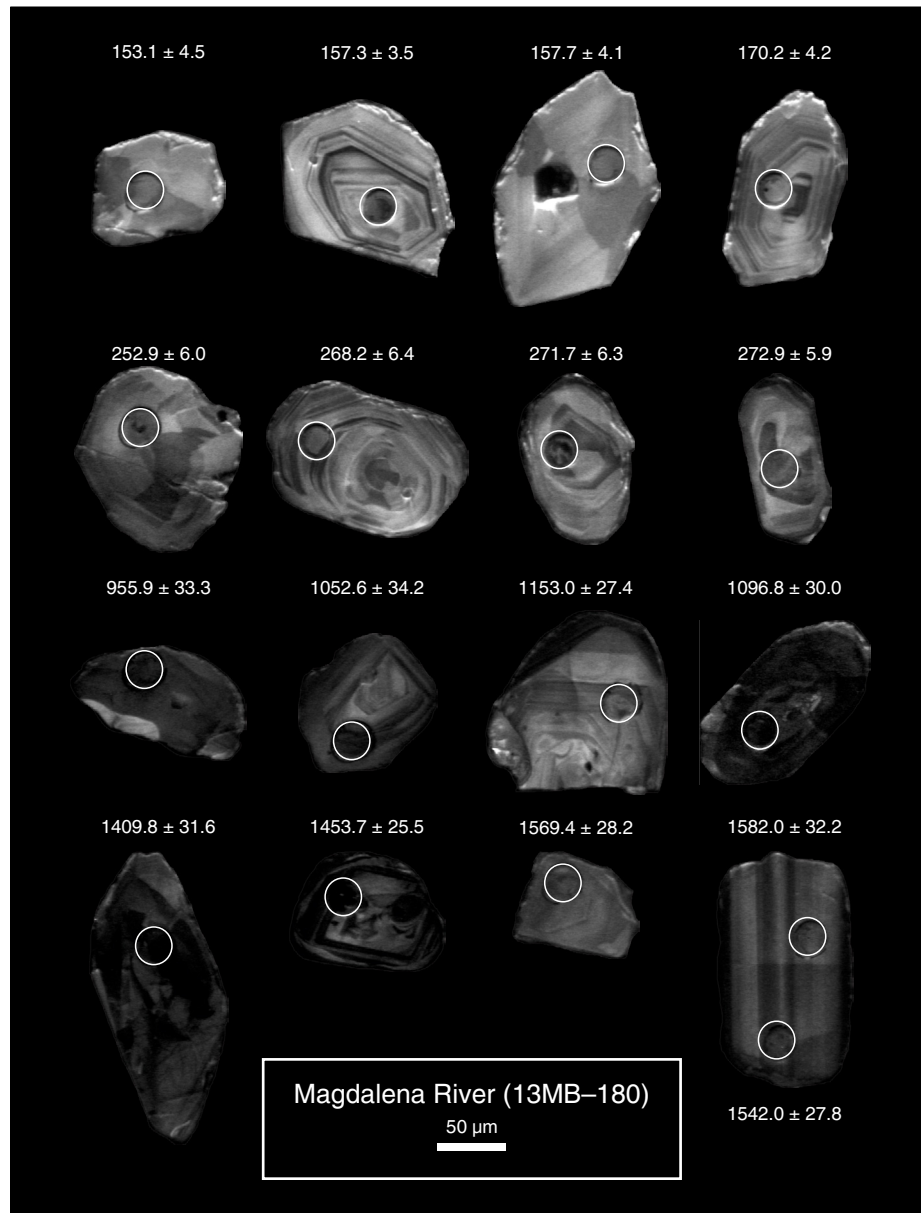 153.1 ± 4.5 157.3 ± 3.5 157.7 ± 4.1 170.2 ± 4.2
252.9 ± 6.0 268.2 ± 6.4 271.7 ± 6.3 272.9 ± 5.9
955.9 ± 33.3 1052.6 ± 34.2 1153.0 ± 27.4 1096.8 ± 30.0
1409.8 ± 31.6 1453.7 ± 25.5 1569.4 ± 28.2 1582.0 ± 32.2
Magdalena River (13MB–180)
50 µm
1542.0 ± 27.8